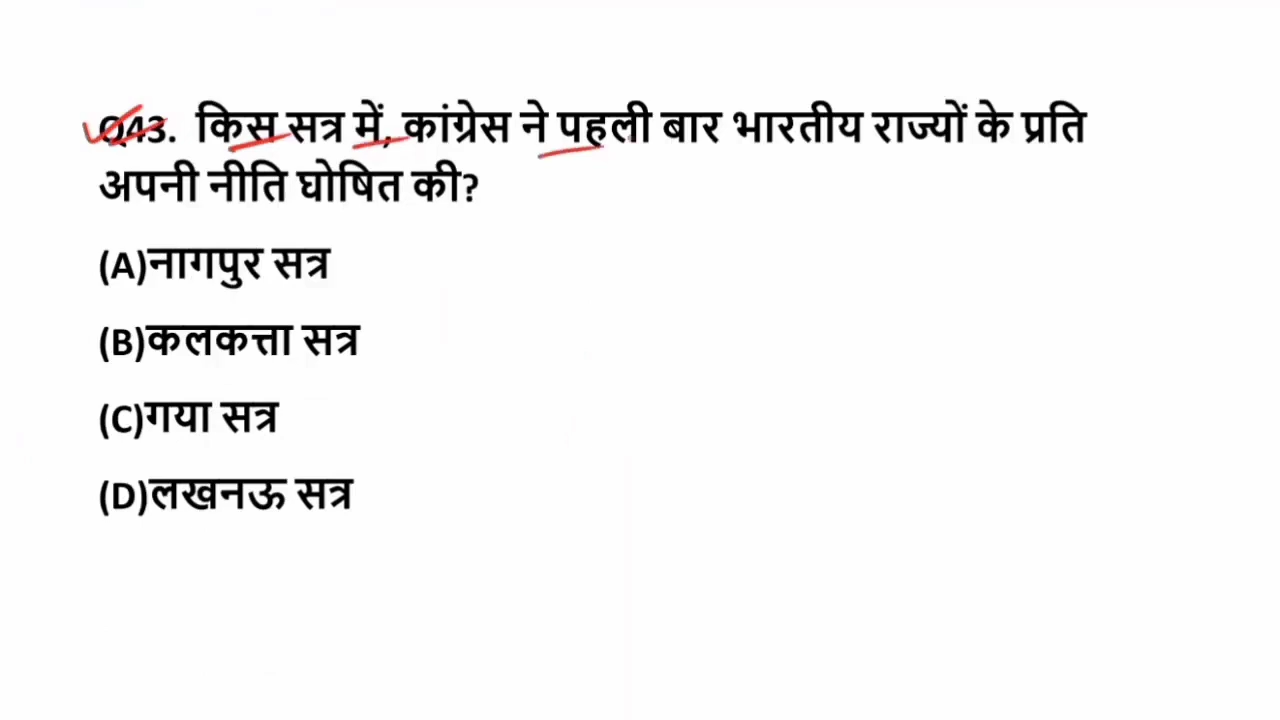 Q43. किस सत्र में, कांग्रेस ने पहली बार भारतीय राज्यों के प्रति
अपनी नीति घोषित की?
(A)नागपुर सत्र
(B)कलकत्ता सत्र
(C)गया सत्र
(D)लखनऊ सत्र